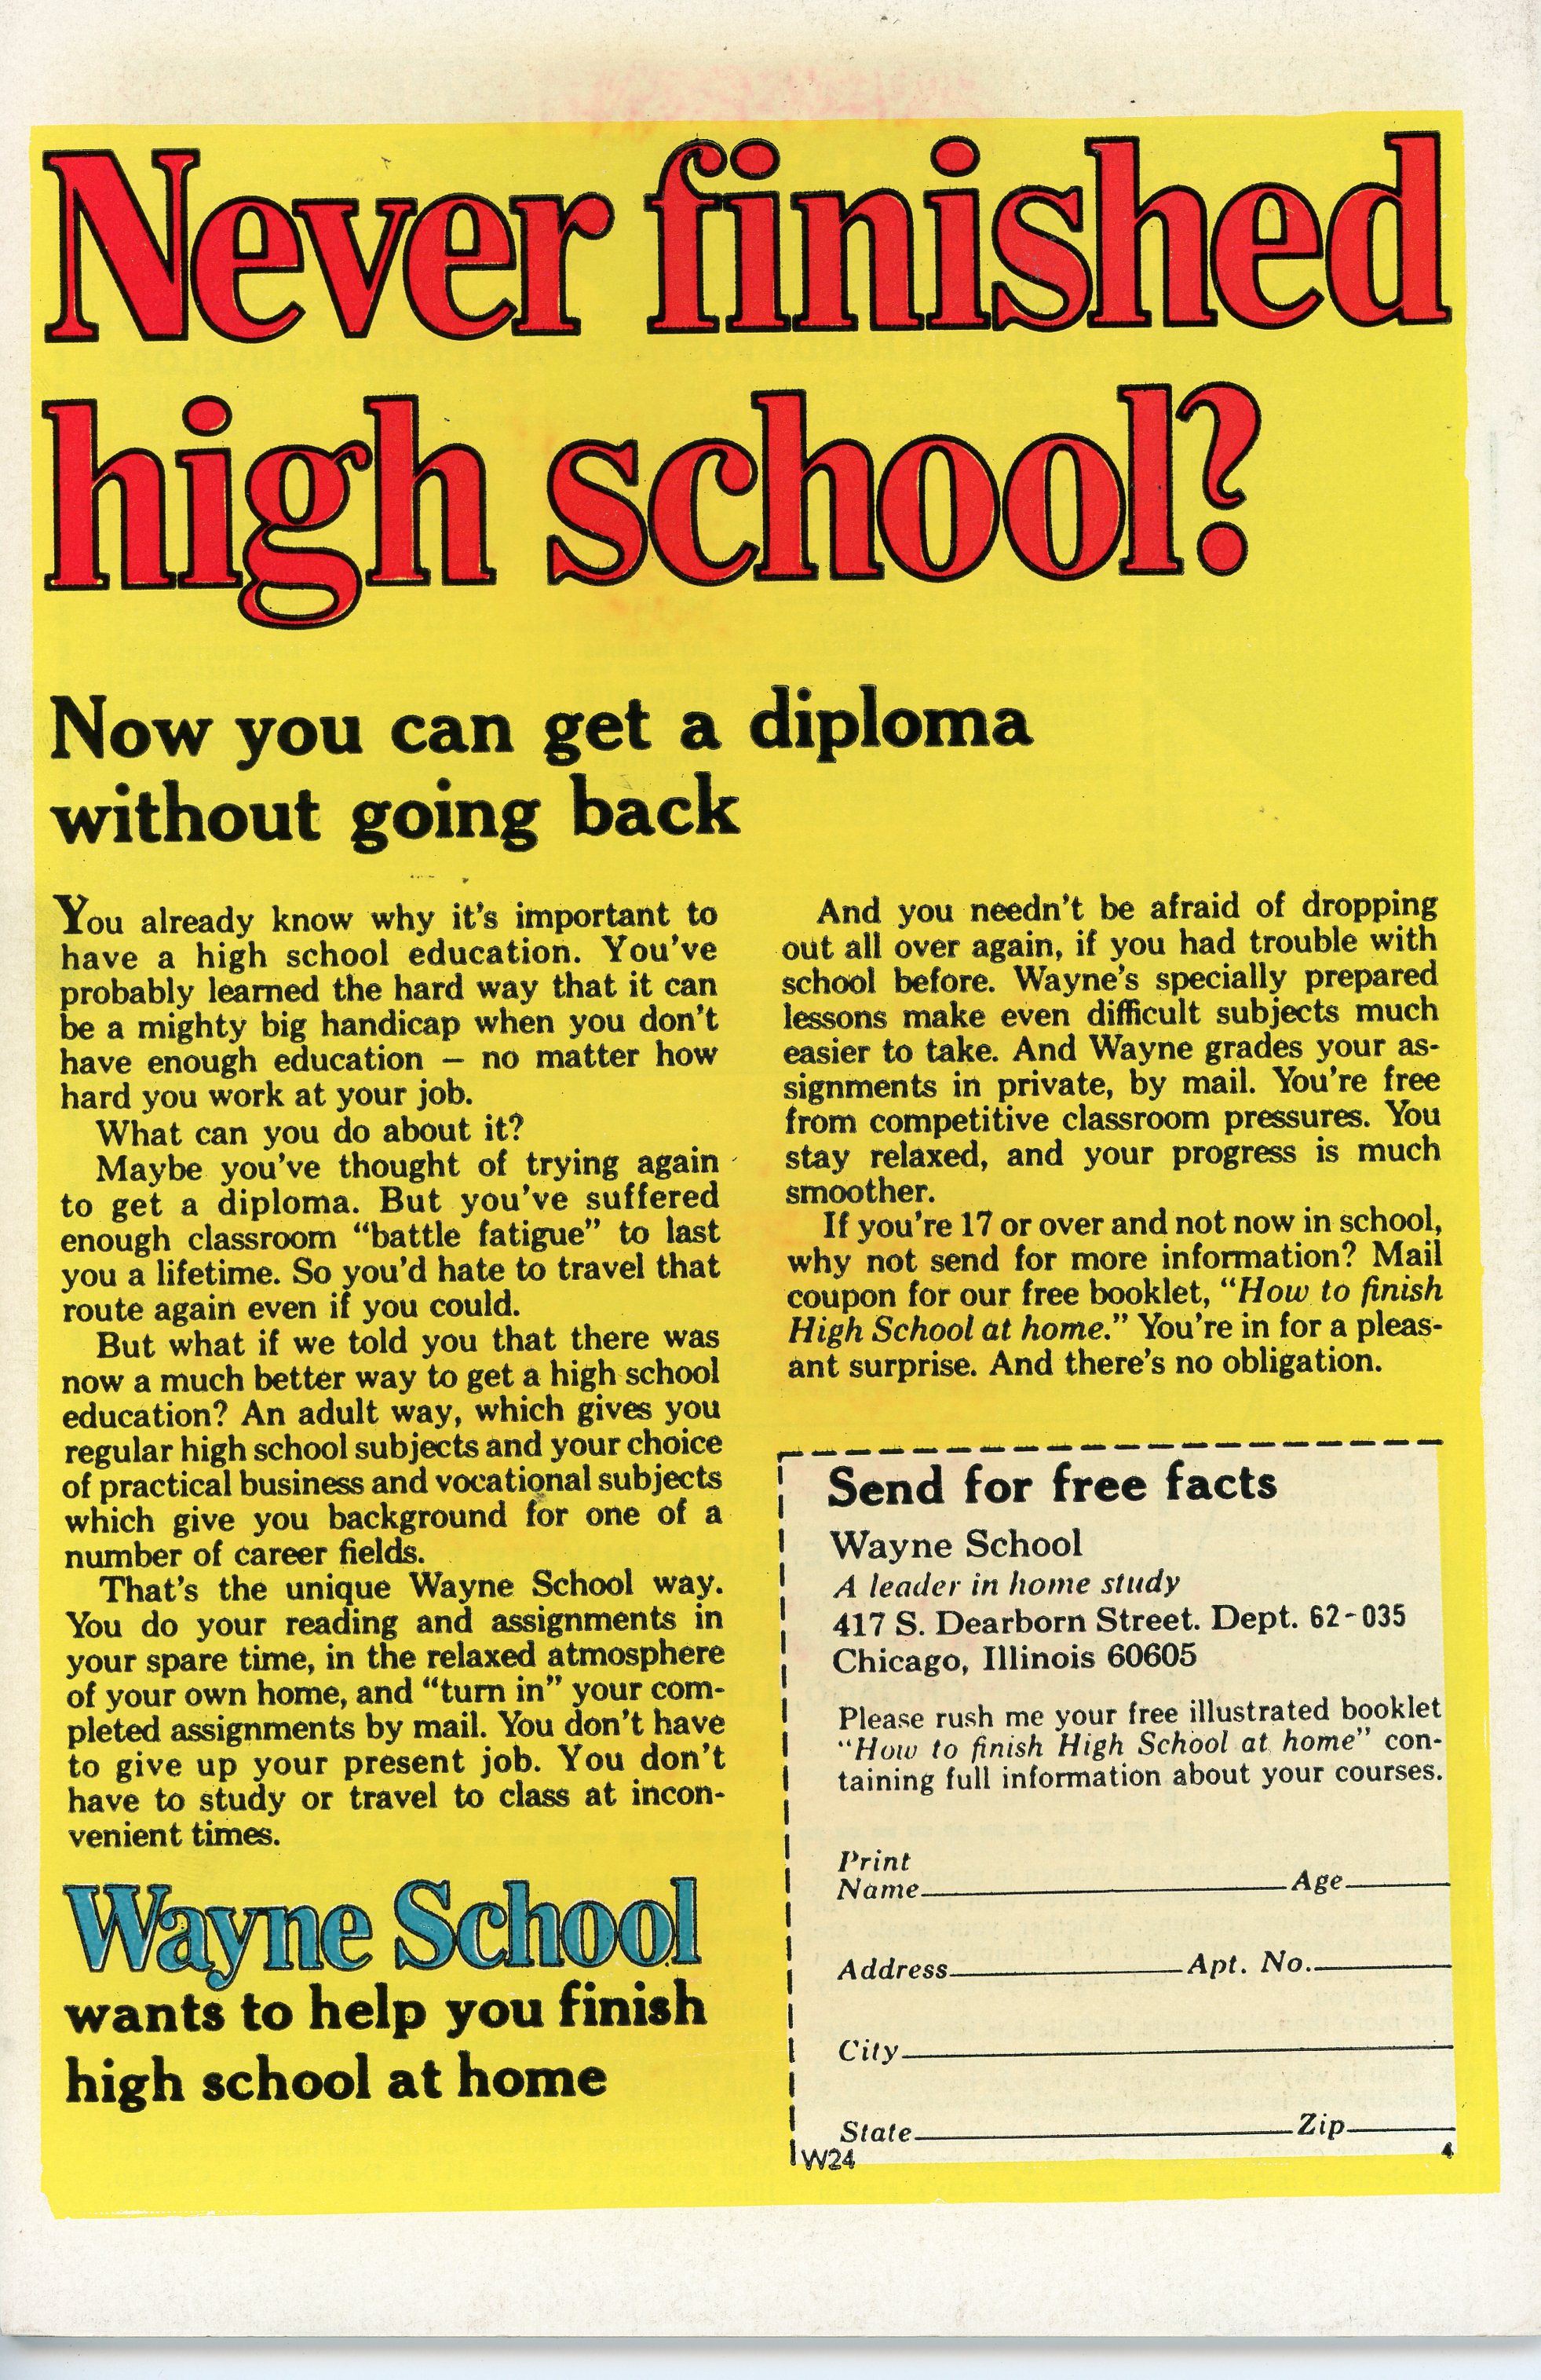 Never finished
high school?
Now you can get a diploma
without going back
You already know why it's important to
have a high school education. You've
probably learned the hard way that it can
be a mighty big handicap when you don't
have enough education – no matter how
hard you work at your job.
What can you do about it?
Maybe you've thought of trying again
to get a diploma. But you've suffered
enough classroom "battle fatigue" to last
you a lifetime. So you'd hate to travel that
route again even if you could.
But what if we told you that there was
now a much better way to get a high school
education? An adult way, which gives you
regular high school subjects and your choice
of practical business and vocational subjects
which give you background for one of a
number of career fields.
That's the unique Wayne School way.
You do your reading and assignments in
your spare time, in the relaxed atmosphere
of your own home, and "turn in" your com-
pleted assignments by mail. You don't have
to give up your present job. You don't
have to study or travel to class at incon-
venient times.
Wayne School
wants to help you finish
high school at home
And you needn't be afraid of dropping
out all over again, if you had trouble with
school before. Wayne's specially prepared
lessons make even difficult subjects much
easier to take. And Wayne grades your as-
signments in private, by mail. You're free
from competitive classroom pressures. You
stay relaxed, and your progress is much
smoother.
If you're 17 or over and not now in school,
why not send for more information? Mail
coupon for our free booklet, "How to finish
High School at home." You're in for a pleas-
ant surprise. And there's no obligation.
Send for free facts
Wayne School
A leader in home study
417 S. Dearborn Street. Dept. 62-035
Chicago, Illinois 60605
Please rush me your free illustrated booklet
"How to finish High School at home" con-
taining full information about your courses.
Print
Name Age
Address Apt. No.
City
State Zip
W24 4